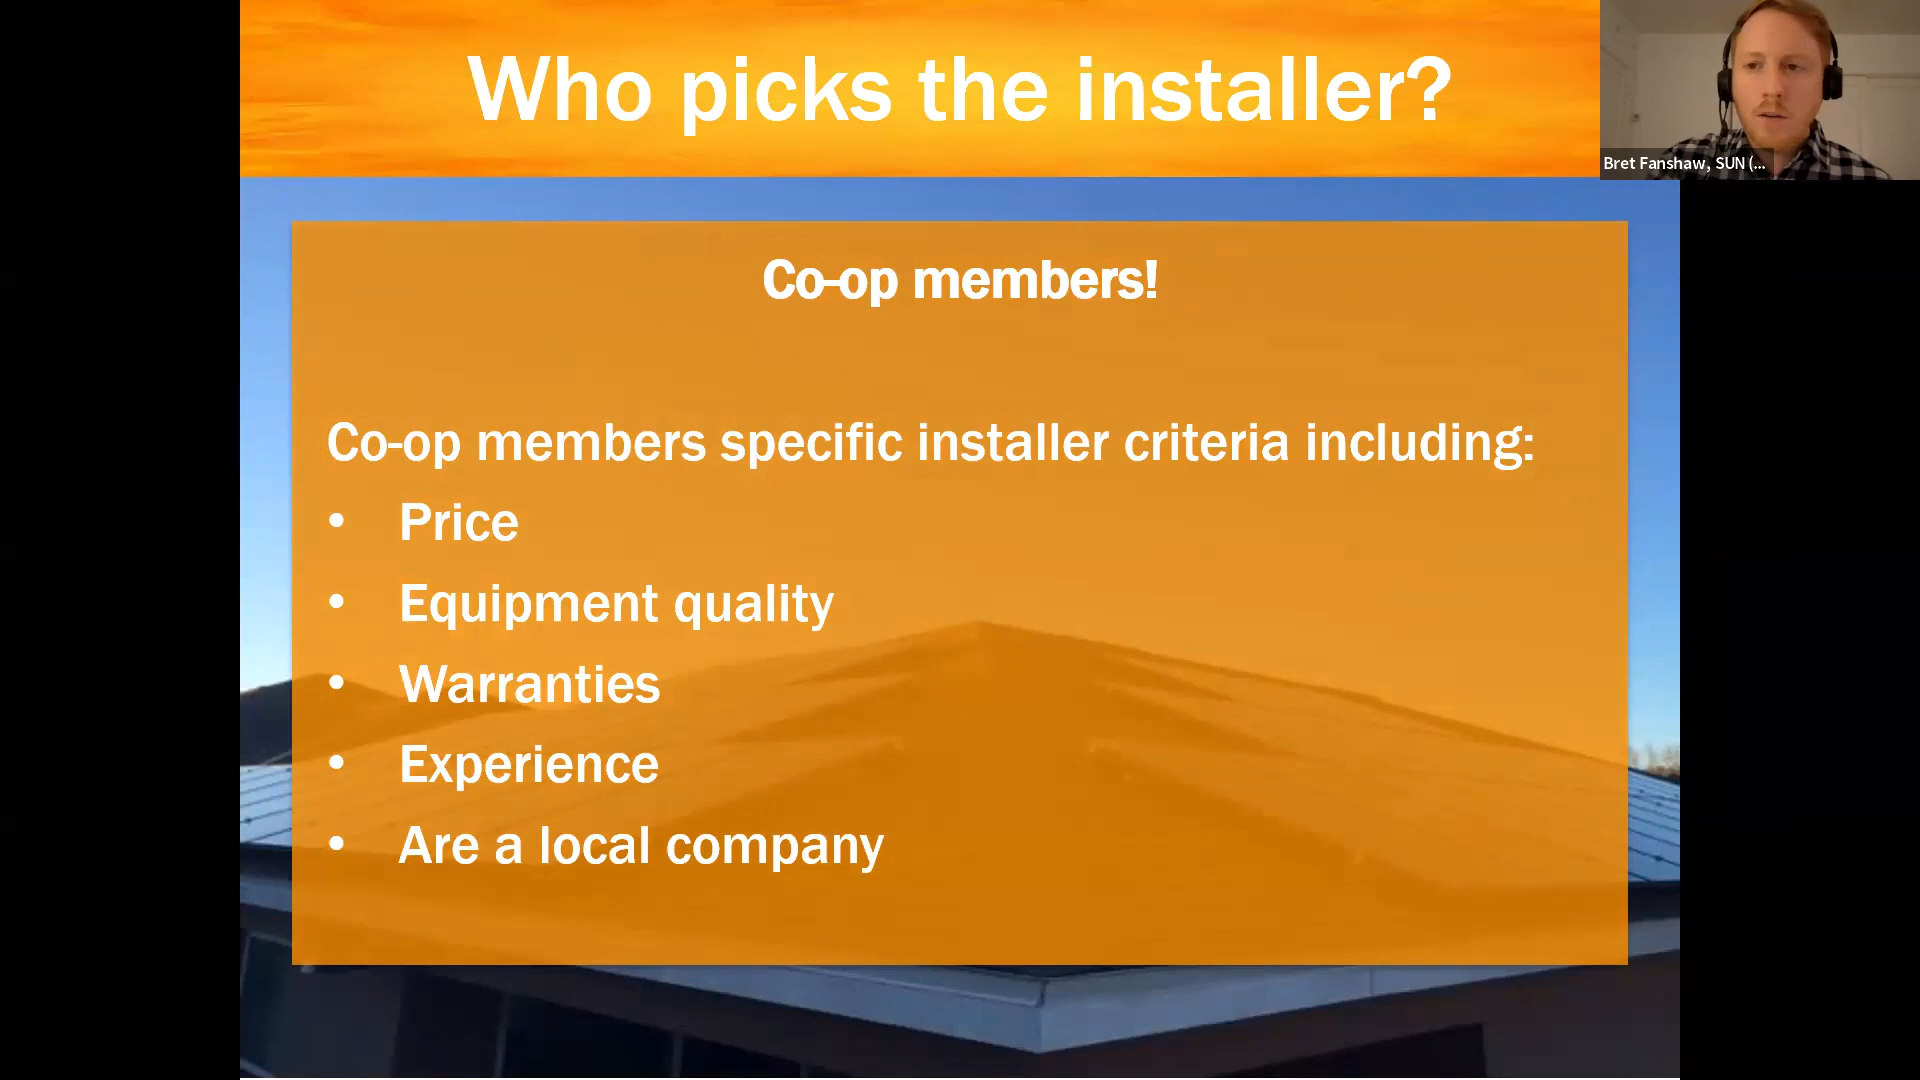 Who picks the installer?
Bret Fanshaw, SUN (...
Co-op members!
Co-op members specific installer criteria including:
• Price
• Equipment quality
• Warranties
• Experience
• Are a local company